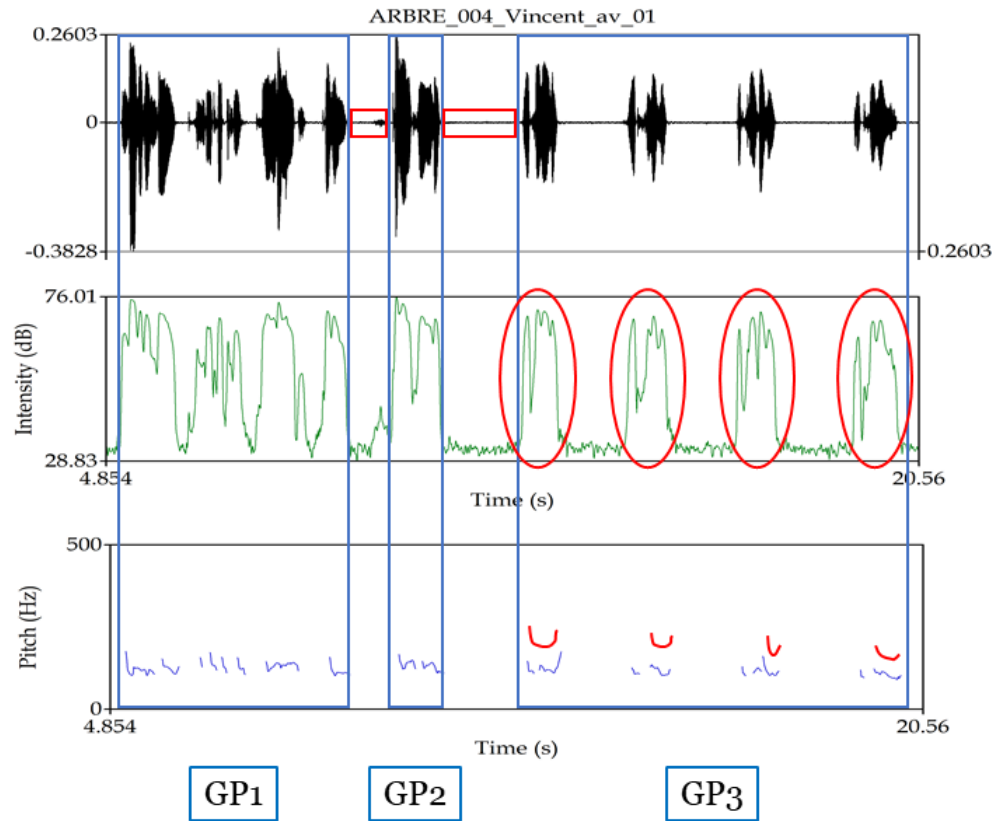 ARBRE_004_Vincent_av_01
0.2603
0
-0.3828
0.2603
76.01
Intensity (dB)
28.83
4.854
20.56
Time (s)
500
Pitch (Hz)
0
4.854
20.56
Time (s)
GP1
GP2
GP3